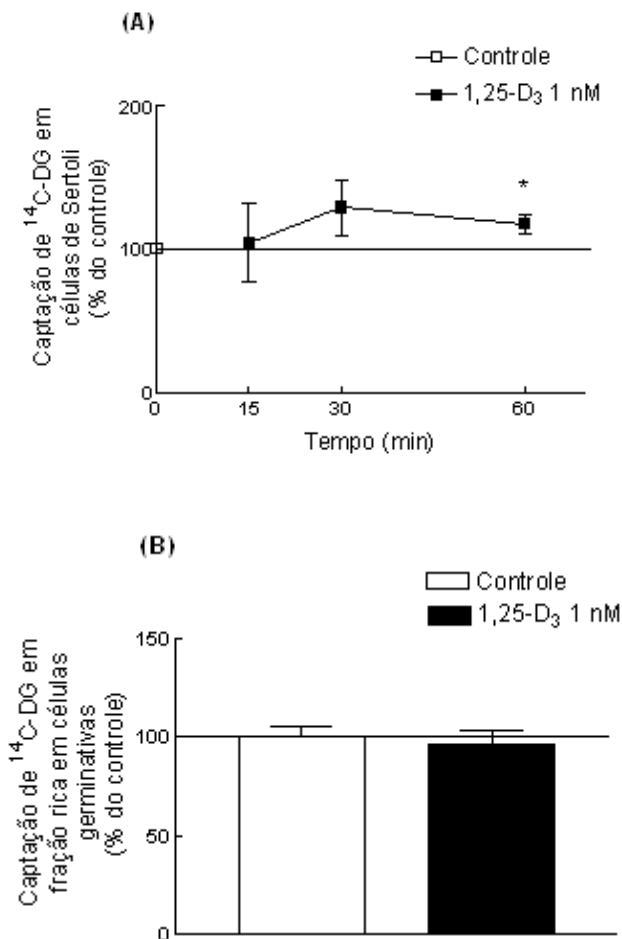 (A)
Controle
1,25-D₃ 1 nM
Captação de ¹⁴C-DG em
células de Sertoli
(% do controle)
200
100
0
*
0 15 30 60
Tempo (min)
(B)
Controle
1,25-D₃ 1 nM
Captação de ¹⁴C-DG em
fração rica em células
germinativas
(% do controle)
150
100
50
0